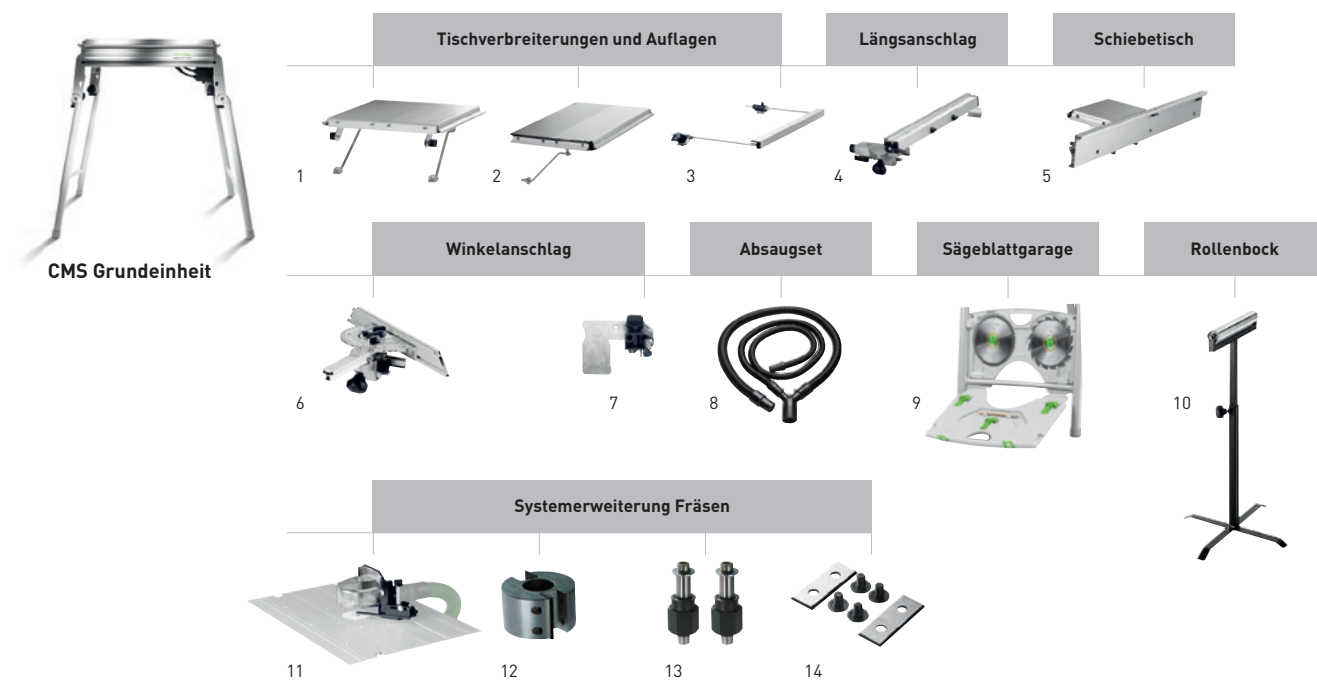 Tischverbreiterungen und Auflagen
Längsanschlag
Schiebetisch
1
2
3
4
5
CMS Grundeinheit
Winkelanschlag
Absaugset
Sägeblattgarage
Rollenbock
6
7
8
9
10
Systemerweiterung Fräsen
11
12
13
14